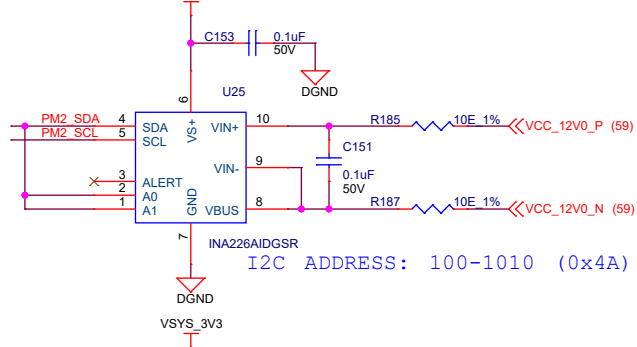 C153
0.1uF
50V
DGND
U25
6
VS+
PM2_SDA 4 SDA
PM2_SCL 5 SCL
3 ALERT
2 A0
1 A1
GND
7
VIN+ 10
VIN- 9
VBUS 8
R185 10E_1% VCC_12V0_P (59)
C151
0.1uF
50V
R187 10E_1% VCC_12V0_N (59)
INA226AIDGSR
I2C ADDRESS: 100-1010 (0x4A)
DGND
VSYS_3V3